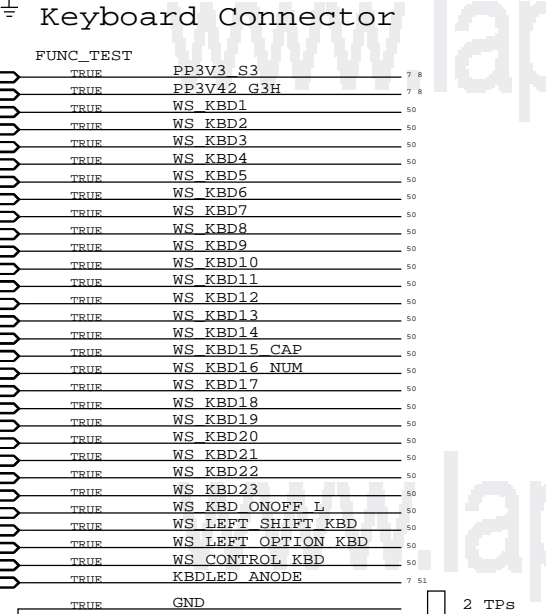 Keyboard Connector
FUNC_TEST
TRUE PP3V3_S3 7 8
TRUE PP3V42_G3H 7 8
TRUE WS_KBD1 50
TRUE WS_KBD2 50
TRUE WS_KBD3 50
TRUE WS_KBD4 50
TRUE WS_KBD5 50
TRUE WS_KBD6 50
TRUE WS_KBD7 50
TRUE WS_KBD8 50
TRUE WS_KBD9 50
TRUE WS_KBD10 50
TRUE WS_KBD11 50
TRUE WS_KBD12 50
TRUE WS_KBD13 50
TRUE WS_KBD14 50
TRUE WS_KBD15_CAP 50
TRUE WS_KBD16_NUM 50
TRUE WS_KBD17 50
TRUE WS_KBD18 50
TRUE WS_KBD19 50
TRUE WS_KBD20 50
TRUE WS_KBD21 50
TRUE WS_KBD22 50
TRUE WS_KBD23 50
TRUE WS_KBD_ONOFF_L 50
TRUE WS_LEFT_SHIFT_KBD 50
TRUE WS_LEFT_OPTION_KBD 50
TRUE WS_CONTROL_KBD 50
TRUE KBDLED_ANODE 7 51
TRUE GND 2 TPs
www.lap
www.lap